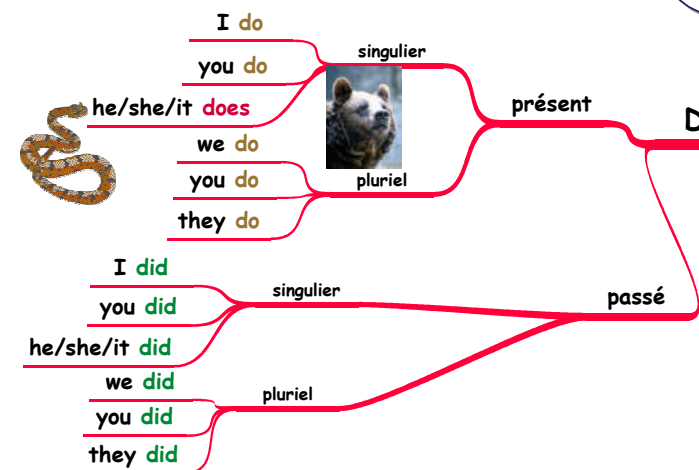 I do
singulier
you do
he/she/it does
présent
D
we do
you do
pluriel
they do
I did
singulier
you did
passé
he/she/it did
we did
pluriel
you did
they did